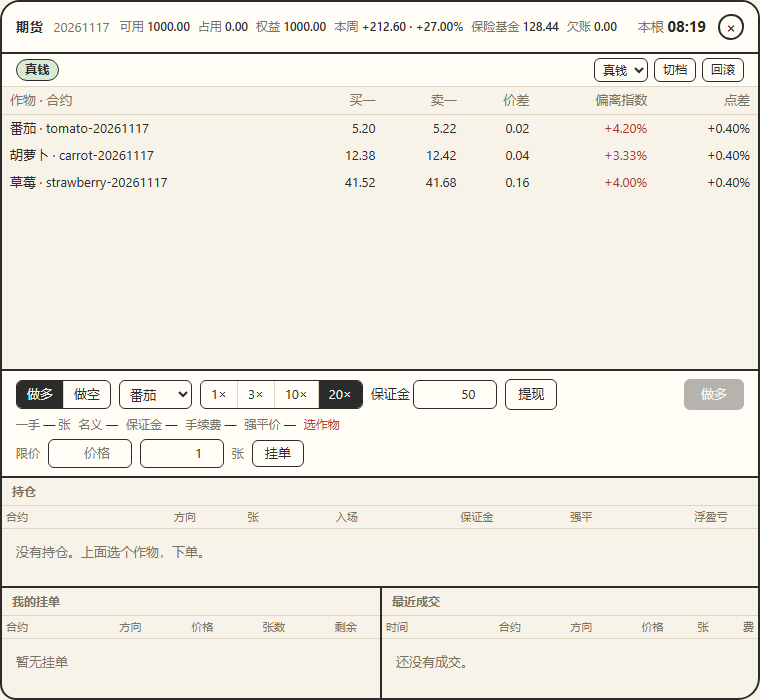 期货 20261117 可用 1000.00 占用 0.00 权益 1000.00 本周 +212.60 · +27.00% 保险基金 128.44 欠账 0.00 本根 08:19 ×
真钱 真钱 切档 回滚
作物 · 合约 买一 卖一 价差 偏离指数 点差
番茄 · tomato-20261117 5.20 5.22 0.02 +4.20% +0.40%
胡萝卜 · carrot-20261117 12.38 12.42 0.04 +3.33% +0.40%
草莓 · strawberry-20261117 41.52 41.68 0.16 +4.00% +0.40%
做多 做空 番茄 1× 3× 10× 20× 保证金 50 提现 做多
一手 — 张 名义 — 保证金 — 手续费 — 强平价 — 选作物
限价 价格 1 张 挂单
持仓
合约 方向 张 入场 保证金 强平 浮盈亏
没有持仓。上面选个作物，下单。
我的挂单
合约 方向 价格 张数 剩余
暂无挂单
最近成交
时间 合约 方向 价格 张 费
还没有成交。